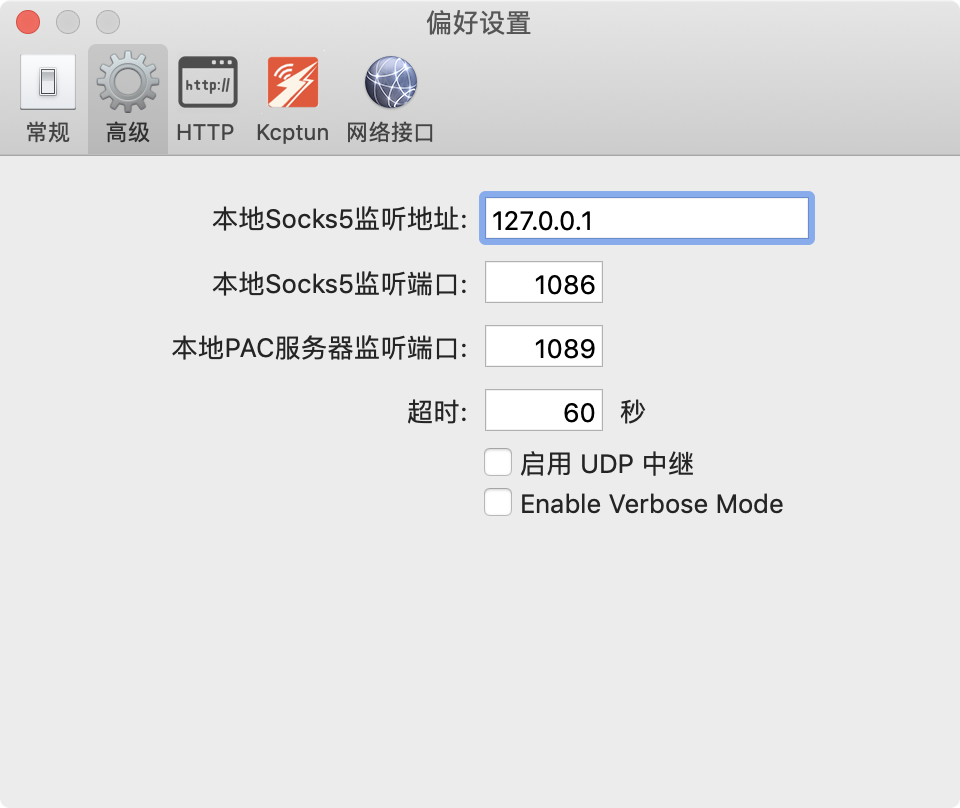 偏好设置
http://
常规 高级 HTTP Kcptun 网络接口
本地Socks5监听地址: 127.0.0.1
本地Socks5监听端口: 1086
本地PAC服务器监听端口: 1089
超时: 60 秒
启用 UDP 中继
Enable Verbose Mode